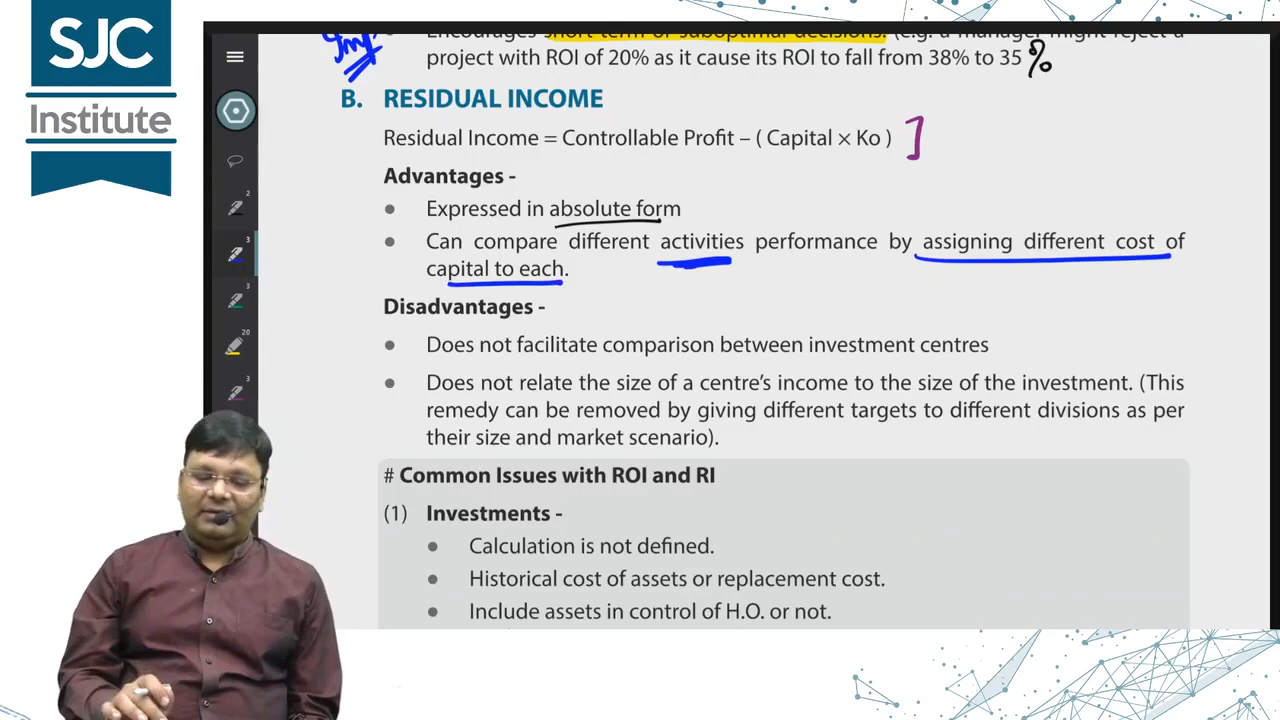 SJC
Institute
Encourages short term or suboptimal decisions. (e.g. a manager might reject a
Imp
project with ROI of 20% as it cause its ROI to fall from 38% to 35 %
B. RESIDUAL INCOME
Residual Income = Controllable Profit – ( Capital × Ko ) ]
Advantages -
● Expressed in absolute form
● Can compare different activities performance by assigning different cost of
capital to each.
Disadvantages -
● Does not facilitate comparison between investment centres
● Does not relate the size of a centre's income to the size of the investment. (This
remedy can be removed by giving different targets to different divisions as per
their size and market scenario).
# Common Issues with ROI and RI
(1) Investments -
● Calculation is not defined.
● Historical cost of assets or replacement cost.
● Include assets in control of H.O. or not.
2
3
3
20
3